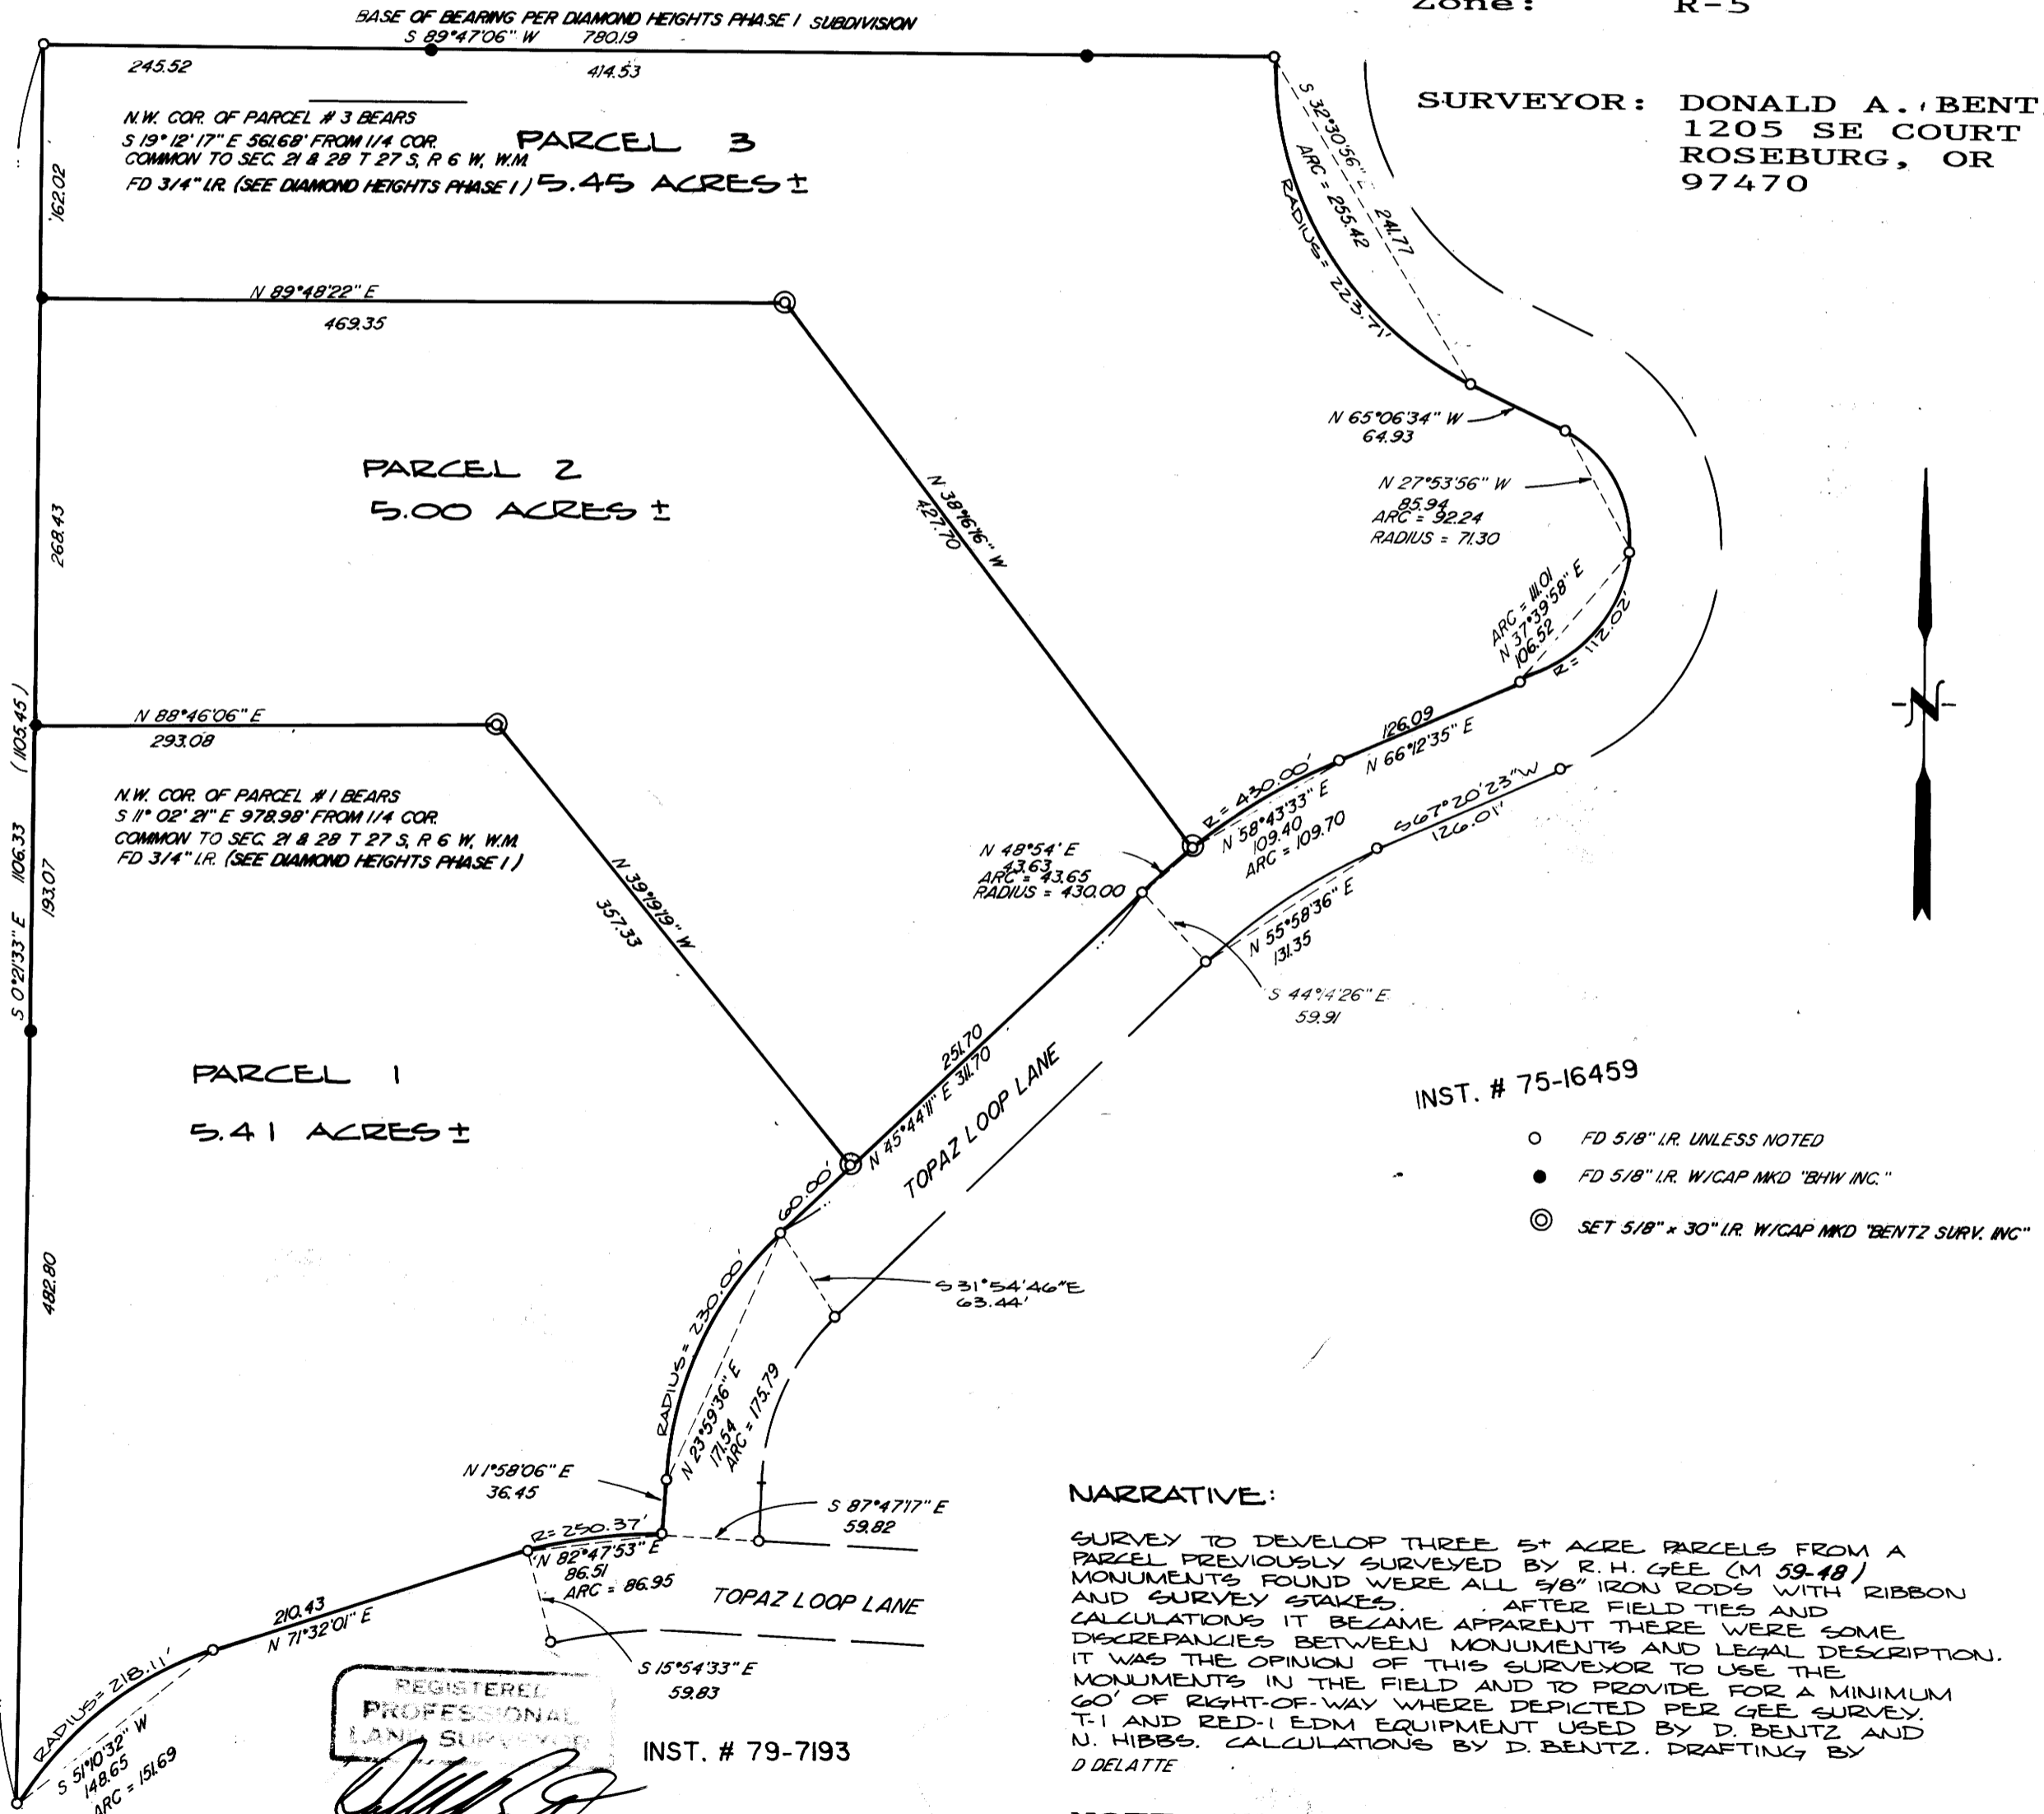 BASE OF BEARING PER DIAMOND HEIGHTS PHASE I SUBDIVISION
S 89°47'06" W 780.19
245.52
414.53
Zone: R-5
SURVEYOR: DONALD A. BENT
1205 SE COURT
ROSEBURG, OR
97470
N.W. COR. OF PARCEL # 3 BEARS
S 19° 12' 17" E 561.68' FROM 1/4 COR.
COMMON TO SEC. 21 & 28 T 27 S, R 6 W, W.M.
FD 3/4" I.R. (SEE DIAMOND HEIGHTS PHASE I)
PARCEL 3
5.45 ACRES ±
162.02
S 32°30'56" E 241.77
ARC = 255.42
RADIUS = 223.71'
N 89°48'22" E
469.35
N 65°06'34" W
64.93
PARCEL 2
5.00 ACRES ±
N 38°16'16" W
427.70
N 27°53'56" W
85.94
ARC = 92.24
RADIUS = 71.30
268.43
ARC = 111.01
N 37°39'58" E
106.52
R = 112.02'
N 88°46'06" E
293.08
126.09
N 66°12'35" E
R = 430.00'
N 58°43'33" E
109.40
ARC = 109.70
S67°20'23"W
126.01'
S 0°21'33" E 1106.33 (1105.45)
N.W. COR. OF PARCEL # 1 BEARS
S 11° 02' 21" E 978.98' FROM 1/4 COR.
COMMON TO SEC. 21 & 28 T 27 S, R 6 W, W.M.
FD 3/4" I.R. (SEE DIAMOND HEIGHTS PHASE I)
193.07
N 39°19'19" W
357.33
N 48°54' E
43.63
ARC = 43.65
RADIUS = 430.00
N 55°58'36" E
131.35
S 44°14'26" E
59.91
251.70
N 45°44'11" E 311.70
TOPAZ LOOP LANE
PARCEL 1
5.41 ACRES ±
INST. # 75-16459
FD 5/8" I.R. UNLESS NOTED
FD 5/8" I.R. W/CAP MKD "BHW INC."
SET 5/8" x 30" I.R. W/CAP MKD "BENTZ SURV. INC"
60.00'
482.80
S 31°54'46"E
63.44'
RADIUS = 230.00'
N 23°59'36" E
171.54
ARC = 175.79
N 1°58'06" E
36.45
S 87°47'17" E
59.82
R= 250.37'
N 82°47'53" E
86.51
ARC = 86.95
TOPAZ LOOP LANE
210.43
N 71°32'01" E
S 15°54'33" E
59.83
RADIUS= 218.11'
S 51°10'32" W
148.65
ARC = 151.69
REGISTERED
PROFESSIONAL
LAND SURVEYOR
INST. # 79-7193
NARRATIVE:
SURVEY TO DEVELOP THREE 5+ ACRE PARCELS FROM A
PARCEL PREVIOUSLY SURVEYED BY R. H. GEE (M 59-48)
MONUMENTS FOUND WERE ALL 5/8" IRON RODS WITH RIBBON
AND SURVEY STAKES. AFTER FIELD TIES AND
CALCULATIONS IT BECAME APPARENT THERE WERE SOME
DISCREPANCIES BETWEEN MONUMENTS AND LEGAL DESCRIPTION.
IT WAS THE OPINION OF THIS SURVEYOR TO USE THE
MONUMENTS IN THE FIELD AND TO PROVIDE FOR A MINIMUM
60' OF RIGHT-OF-WAY WHERE DEPICTED PER GEE SURVEY.
T-1 AND RED-1 EDM EQUIPMENT USED BY D. BENTZ AND
N. HIBBS. CALCULATIONS BY D. BENTZ. DRAFTING BY
D DELATTE
N